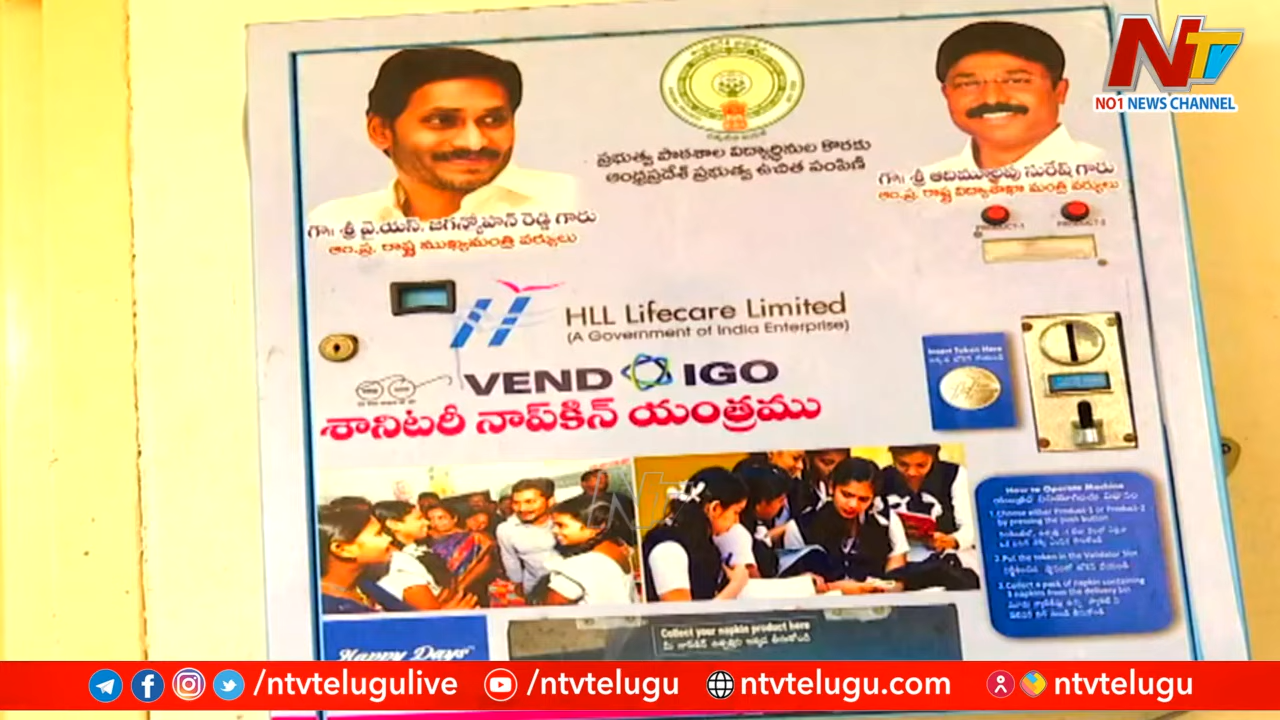 NTV
NO1 NEWS CHANNEL
ప్రభుత్వ పాఠశాల విద్యార్థినుల కొరకు
ఆంధ్రప్రదేశ్ ప్రభుత్వ ఉచిత పంపిణి
గౌ॥ శ్రీ వై.యస్. జగన్మోహన్ రెడ్డి గారు
ఆం.ప్ర. రాష్ట్ర ముఖ్యమంత్రి వర్యులు
గౌ॥ శ్రీ ఆదిమూలపు సురేష్ గారు
ఆం.ప్ర. రాష్ట్ర విద్యాశాఖా మంత్రి వర్యులు
PRODUCT-1 PRODUCT-2
HLL Lifecare Limited
(A Government of India Enterprise)
VEND IGO
శానిటరీ నాప్‌కిన్ యంత్రము
Insert Token Here
How to Operate Machine
1. Choose either Product-1 or Product-2
by pressing the push button
2. Put the token in the Validator Slot
3. Collect a pack of napkin containing
3 napkins from the delivery bin
Collect your napkin product here
Happy Days
/ntvtelugulive
/ntvtelugu
ntvtelugu.com
ntvtelugu